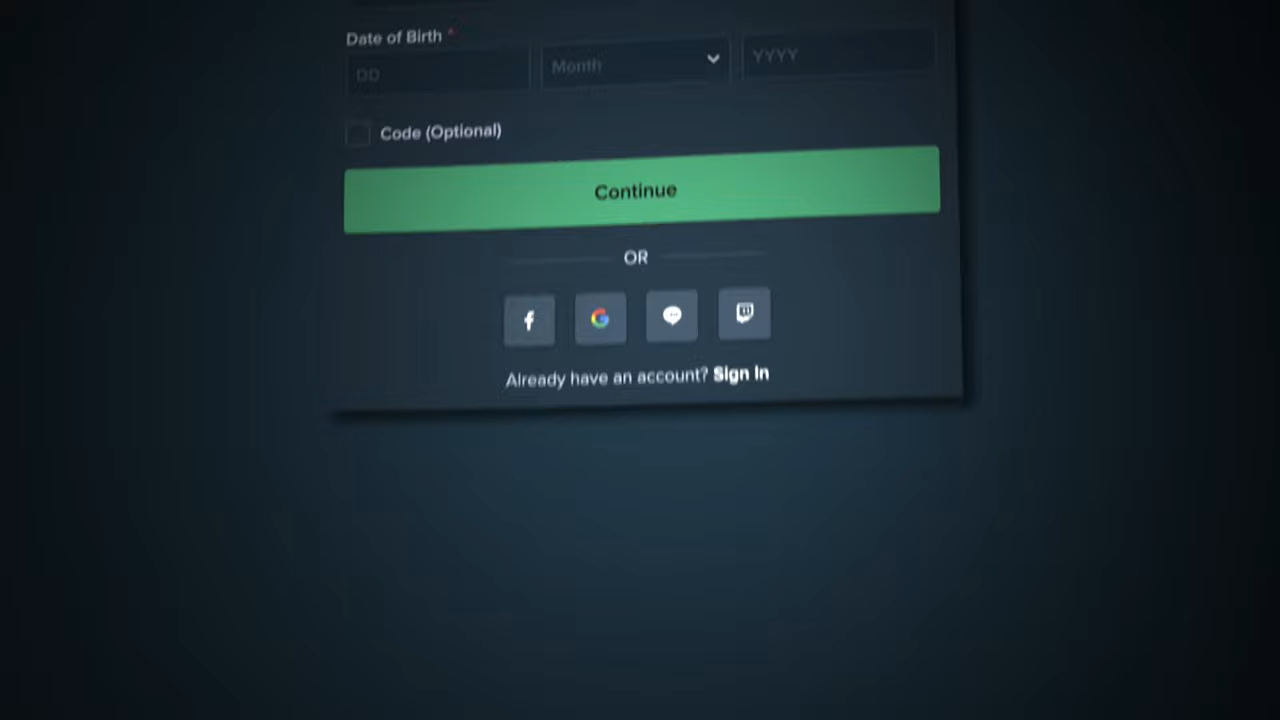 Date of Birth *
DD
Month
YYYY
Code (Optional)
Continue
OR
Already have an account? Sign In